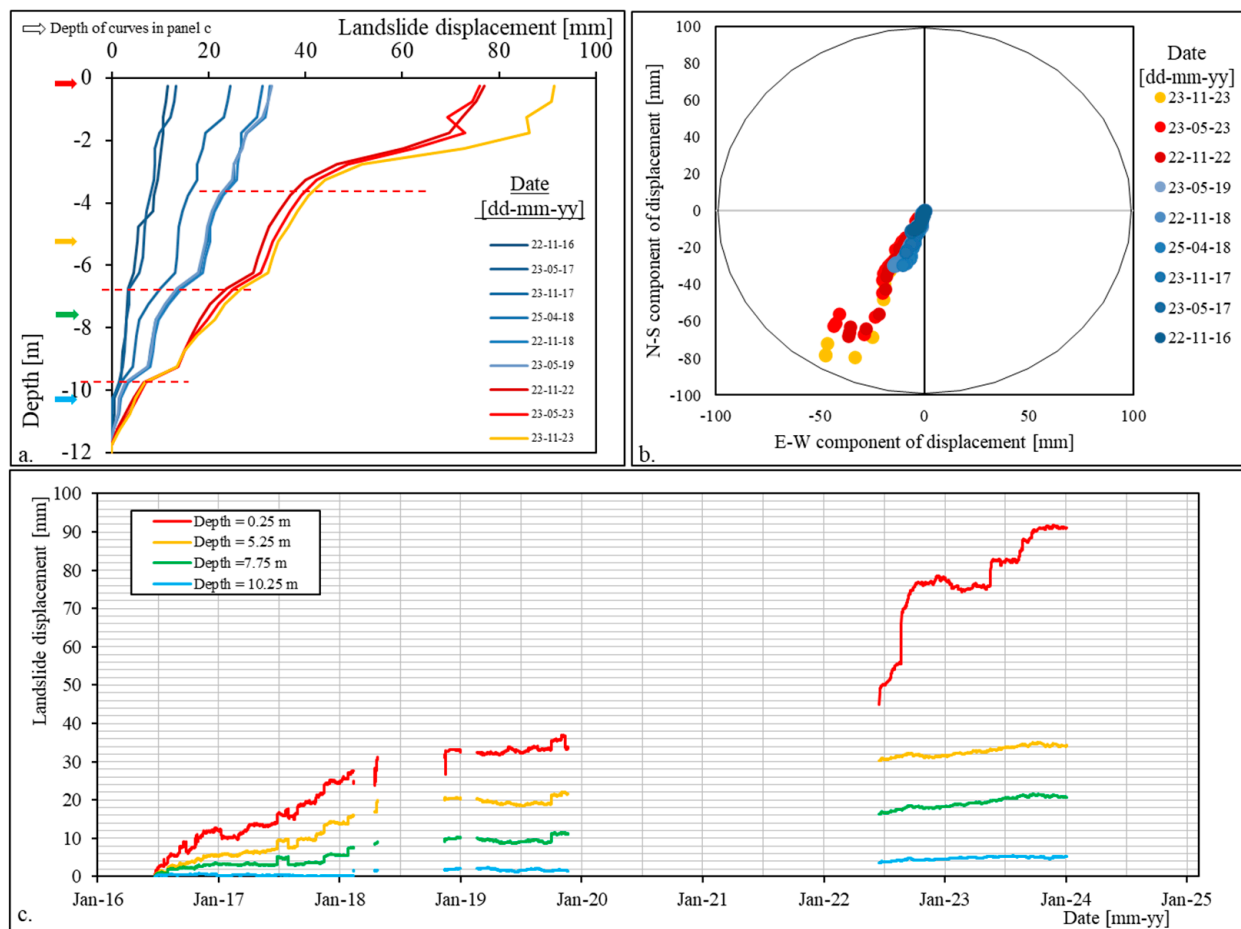 Depth of curves in panel c
Landslide displacement [mm]
0 20 40 60 80 100
0
-2
-4
-6
-8
-10
-12
Depth [m]
Date
[dd-mm-yy]
22-11-16
23-05-17
23-11-17
25-04-18
22-11-18
23-05-19
22-11-22
23-05-23
23-11-23
a.
N-S component of displacement [mm]
100
80
60
40
20
0
-20
-40
-60
-80
-100
-100 -50 0 50 100
E-W component of displacement [mm]
Date
[dd-mm-yy]
23-11-23
23-05-23
22-11-22
23-05-19
22-11-18
25-04-18
23-11-17
23-05-17
22-11-16
b.
Landslide displacement [mm]
100
90
80
70
60
50
40
30
20
10
0
Depth = 0.25 m
Depth = 5.25 m
Depth =7.75 m
Depth = 10.25 m
Jan-16 Jan-17 Jan-18 Jan-19 Jan-20 Jan-21 Jan-22 Jan-23 Jan-24 Jan-25
Date [mm-yy]
c.